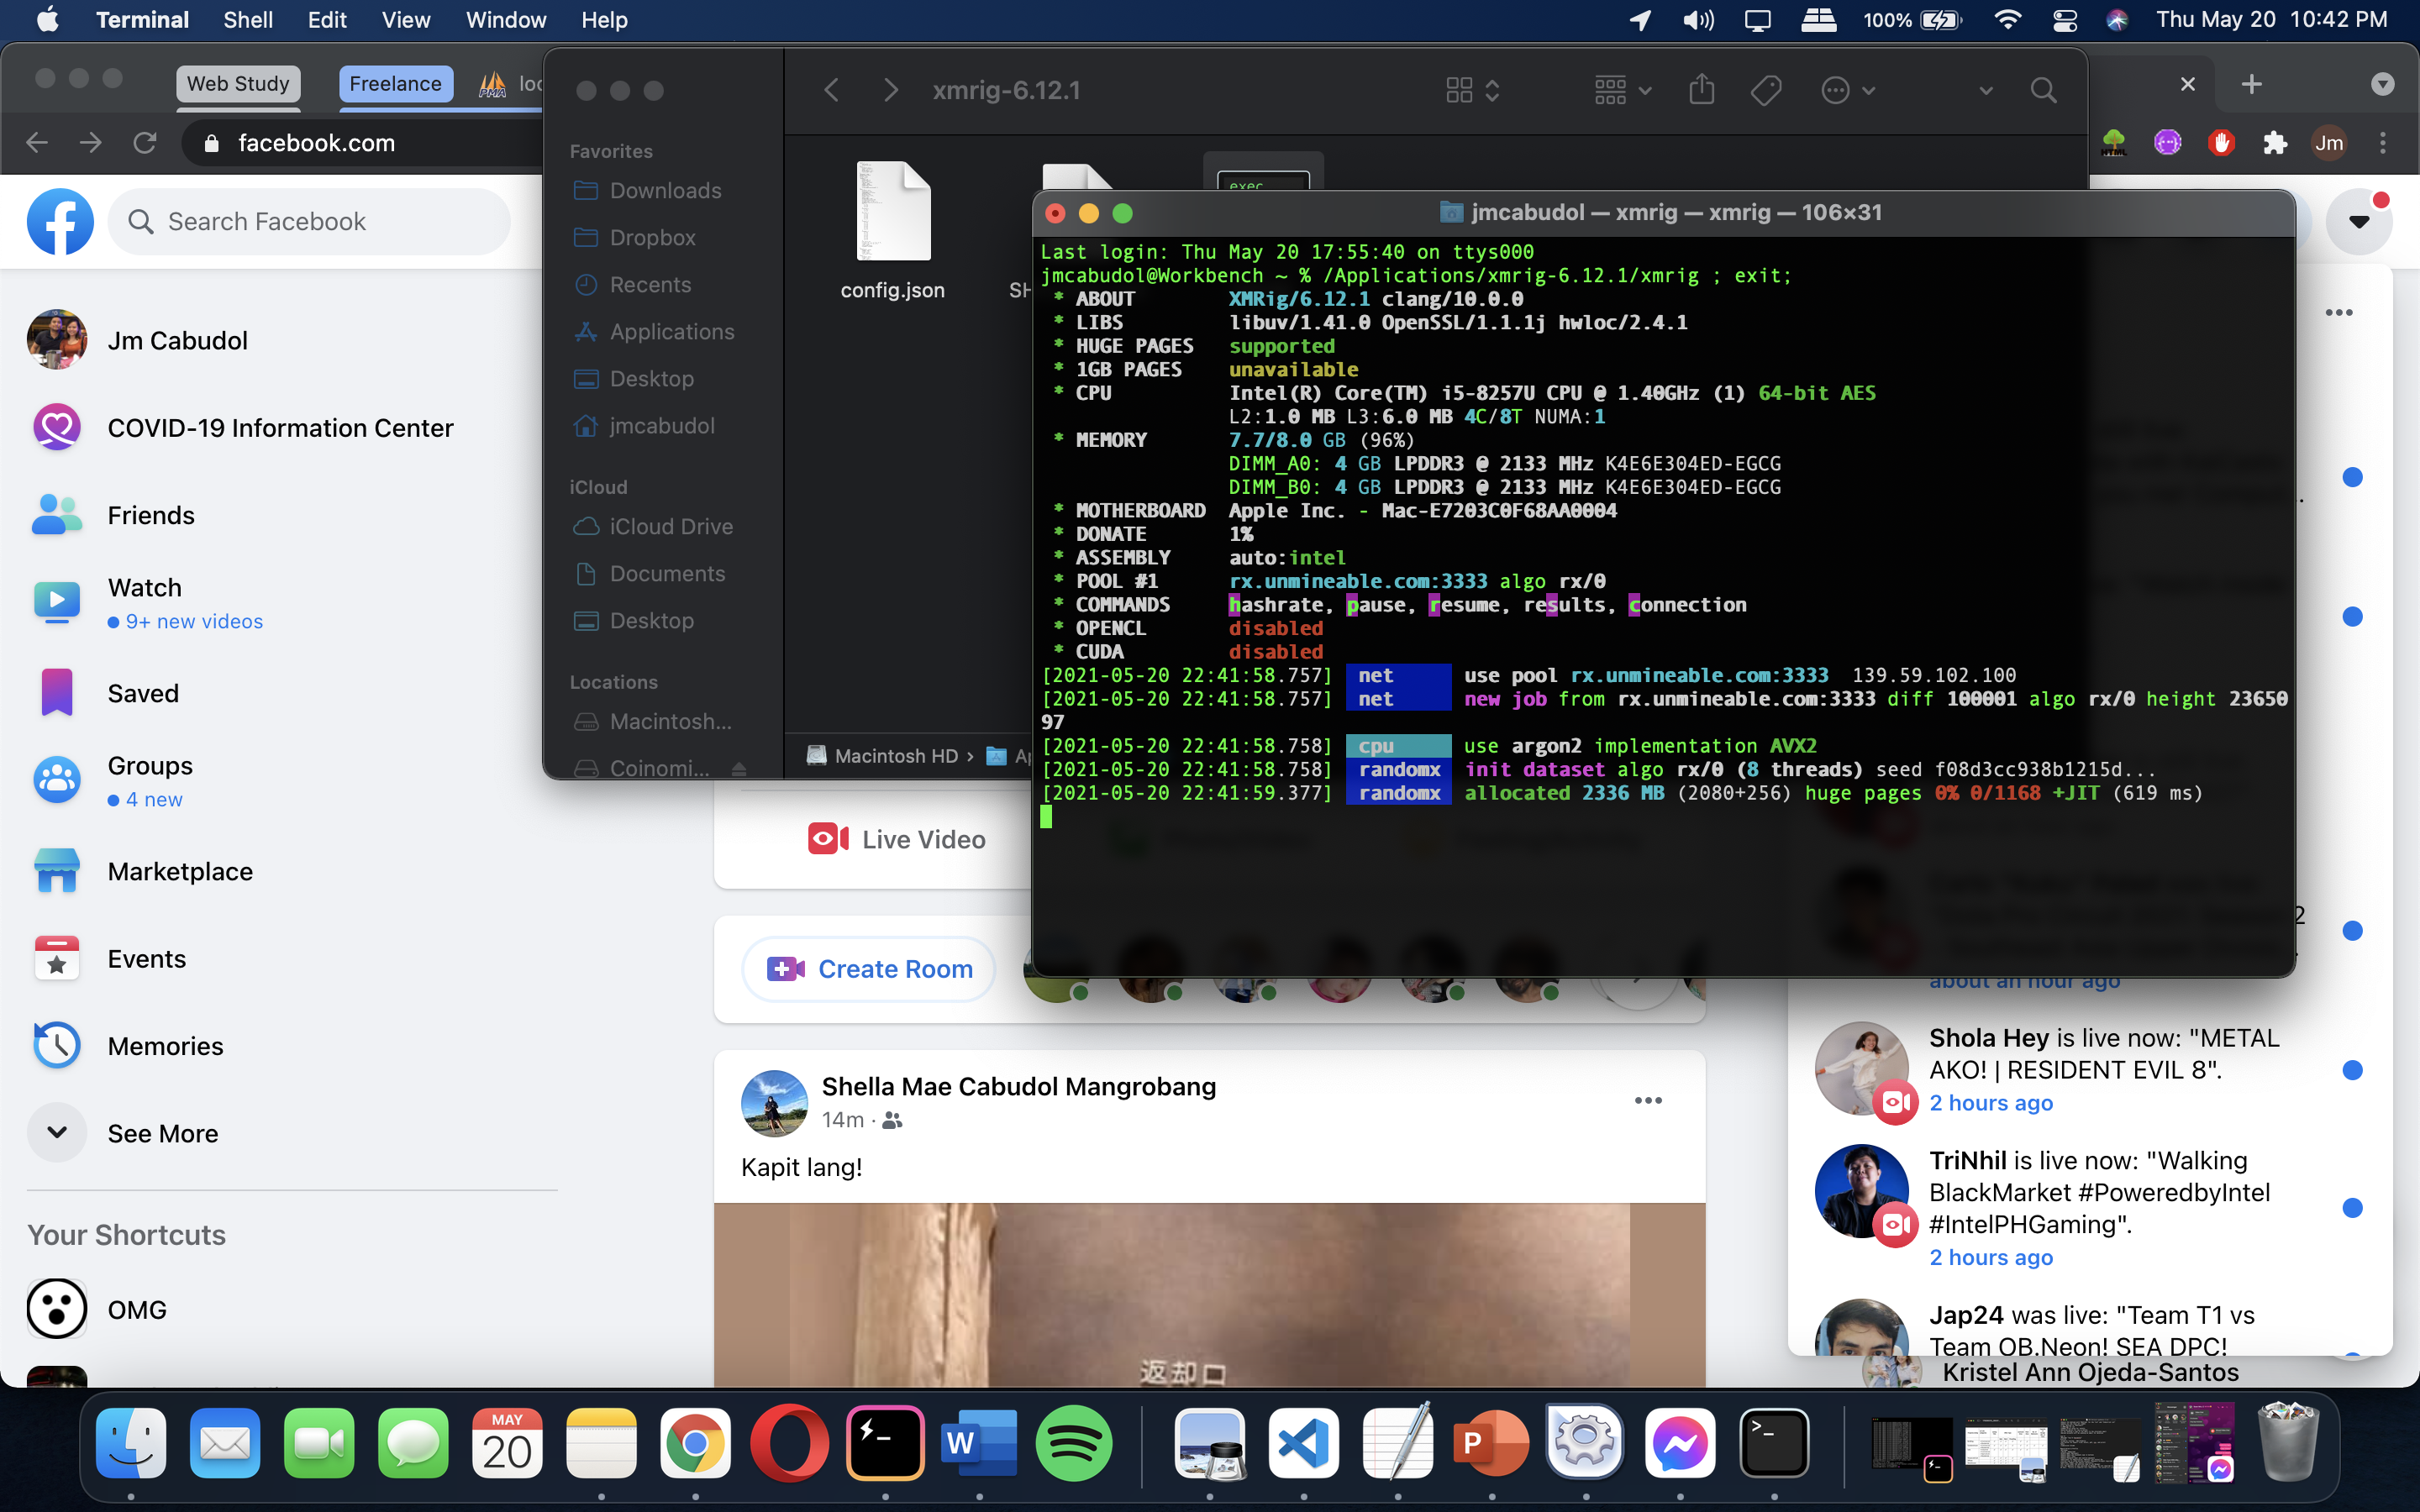 Terminal Shell Edit View Window Help 100% Thu May 20 10:42 PM
Web Study Freelance PMA loc
facebook.com
HTML
Jm
Search Facebook
Jm Cabudol
COVID-19 Information Center
Friends
Watch
9+ new videos
Saved
Groups
4 new
Marketplace
Events
Memories
See More
Your Shortcuts
OMG
xmrig-6.12.1
Favorites
Downloads
Dropbox
Recents
Applications
Desktop
jmcabudol
iCloud
iCloud Drive
Documents
Desktop
Locations
Macintosh...
Coinomi...
exec
config.json
SH
Macintosh HD › Ap
jmcabudol — xmrig — xmrig — 106×31
Last login: Thu May 20 17:55:40 on ttys000
jmcabudol@Workbench ~ % /Applications/xmrig-6.12.1/xmrig ; exit;
* ABOUT XMRig/6.12.1 clang/10.0.0
* LIBS libuv/1.41.0 OpenSSL/1.1.1j hwloc/2.4.1
* HUGE PAGES supported
* 1GB PAGES unavailable
* CPU Intel(R) Core(TM) i5-8257U CPU @ 1.40GHz (1) 64-bit AES
L2:1.0 MB L3:6.0 MB 4C/8T NUMA:1
* MEMORY 7.7/8.0 GB (96%)
DIMM_A0: 4 GB LPDDR3 @ 2133 MHz K4E6E304ED-EGCG
DIMM_B0: 4 GB LPDDR3 @ 2133 MHz K4E6E304ED-EGCG
* MOTHERBOARD Apple Inc. - Mac-E7203C0F68AA0004
* DONATE 1%
* ASSEMBLY auto:intel
* POOL #1 rx.unmineable.com:3333 algo rx/0
* COMMANDS hashrate, pause, resume, results, connection
* OPENCL disabled
* CUDA disabled
[2021-05-20 22:41:58.757] net use pool rx.unmineable.com:3333 139.59.102.100
[2021-05-20 22:41:58.757] net new job from rx.unmineable.com:3333 diff 100001 algo rx/0 height 23650
97
[2021-05-20 22:41:58.758] cpu use argon2 implementation AVX2
[2021-05-20 22:41:58.758] randomx init dataset algo rx/0 (8 threads) seed f08d3cc938b1215d...
[2021-05-20 22:41:59.377] randomx allocated 2336 MB (2080+256) huge pages 0% 0/1168 +JIT (619 ms)
Live Video
Create Room
Shella Mae Cabudol Mangrobang
14m ·
Kapit lang!
返却口
2
about an hour ago
Shola Hey is live now: "METAL
AKO! | RESIDENT EVIL 8".
2 hours ago
TriNhil is live now: "Walking
BlackMarket #PoweredbyIntel
#IntelPHGaming".
2 hours ago
Jap24 was live: "Team T1 vs
Team OB.Neon! SEA DPC!
Kristel Ann Ojeda-Santos
MAY
20
W
P